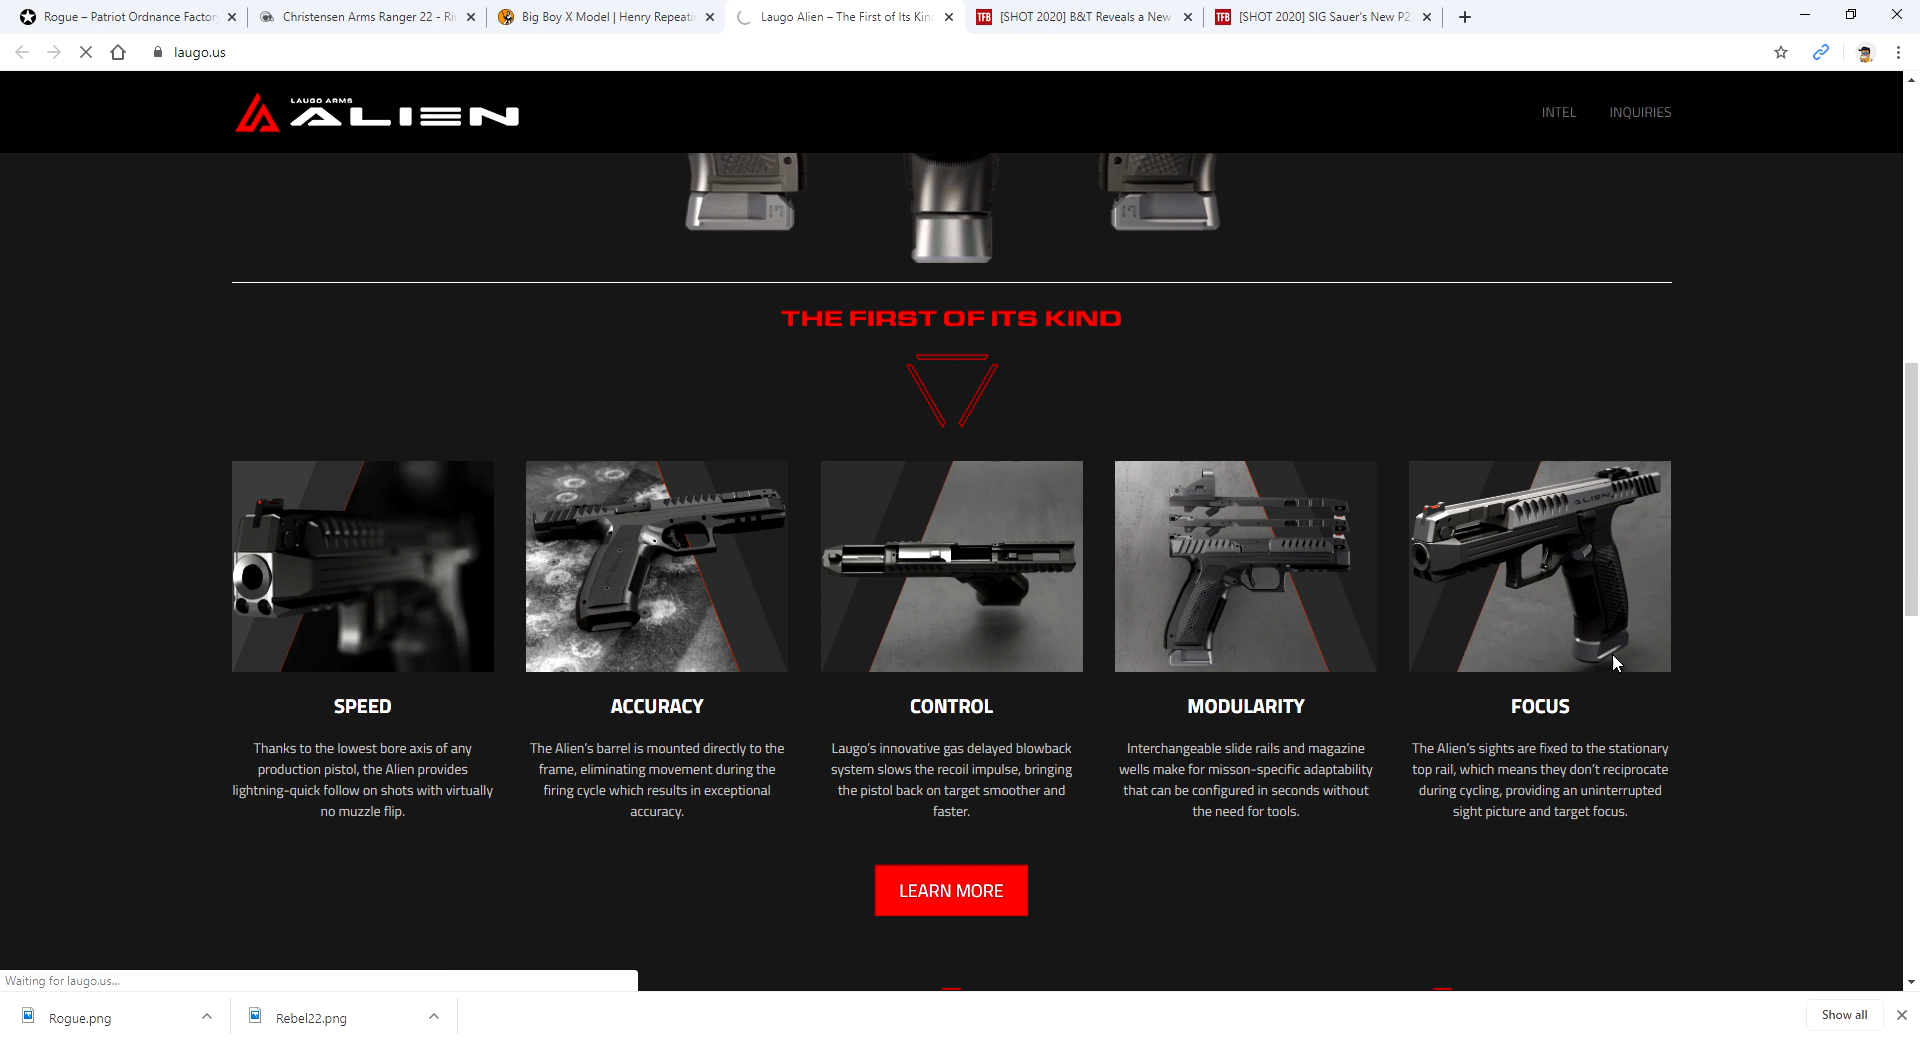 Rogue – Patriot Ordnance Factory
Christensen Arms Ranger 22 - Ri
Big Boy X Model | Henry Repeati
Laugo Alien – The First of Its Kind
TFB [SHOT 2020] B&T Reveals a New
TFB [SHOT 2020] SIG Sauer's New P2
laugo.us
LAUGO ARMS
ALIEN
INTEL
INQUIRIES
THE FIRST OF ITS KIND
ALIEN
SPEED
Thanks to the lowest bore axis of any
production pistol, the Alien provides
lightning-quick follow on shots with virtually
no muzzle flip.
ACCURACY
The Alien's barrel is mounted directly to the
frame, eliminating movement during the
firing cycle which results in exceptional
accuracy.
CONTROL
Laugo's innovative gas delayed blowback
system slows the recoil impulse, bringing
the pistol back on target smoother and
faster.
MODULARITY
Interchangeable slide rails and magazine
wells make for misson-specific adaptability
that can be configured in seconds without
the need for tools.
FOCUS
The Alien's sights are fixed to the stationary
top rail, which means they don't reciprocate
during cycling, providing an uninterrupted
sight picture and target focus.
LEARN MORE
Waiting for laugo.us...
Rogue.png
Rebel22.png
Show all